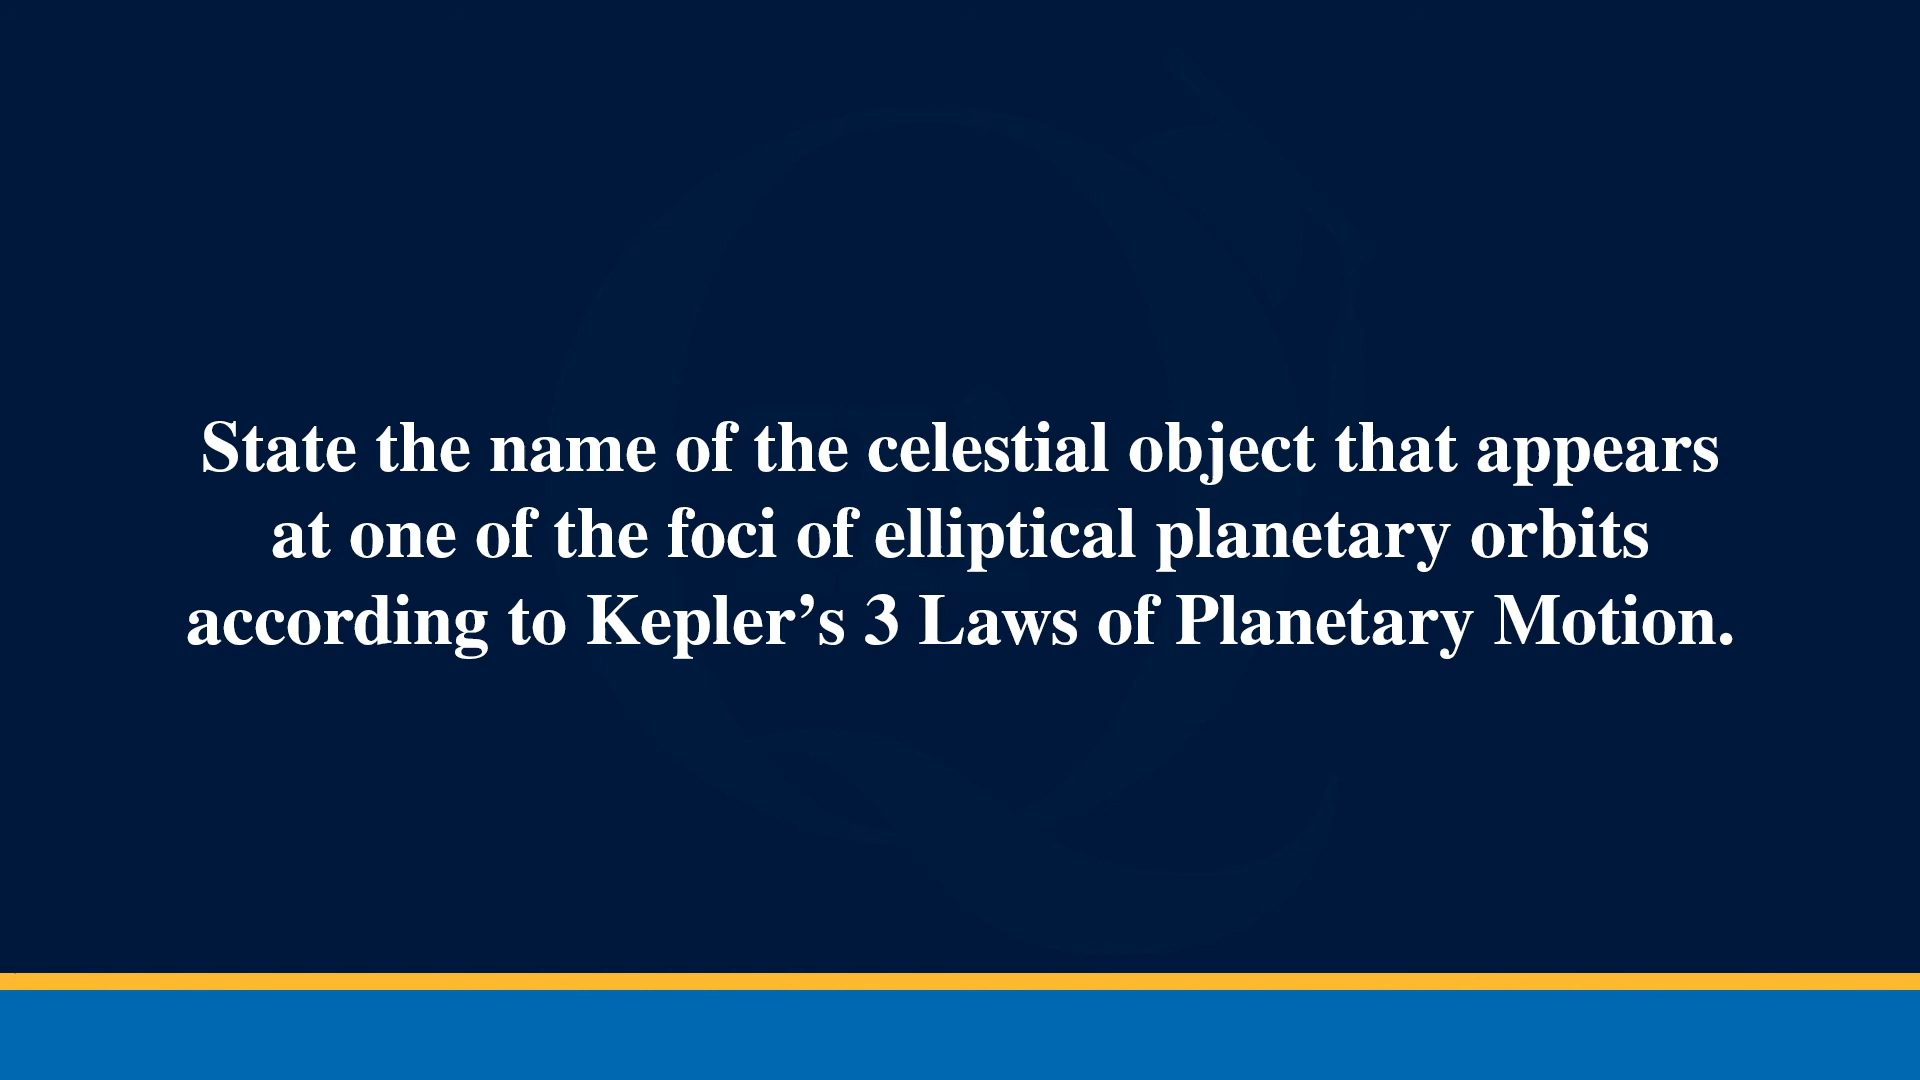 State the name of the celestial object that appears
at one of the foci of elliptical planetary orbits
according to Kepler’s 3 Laws of Planetary Motion.